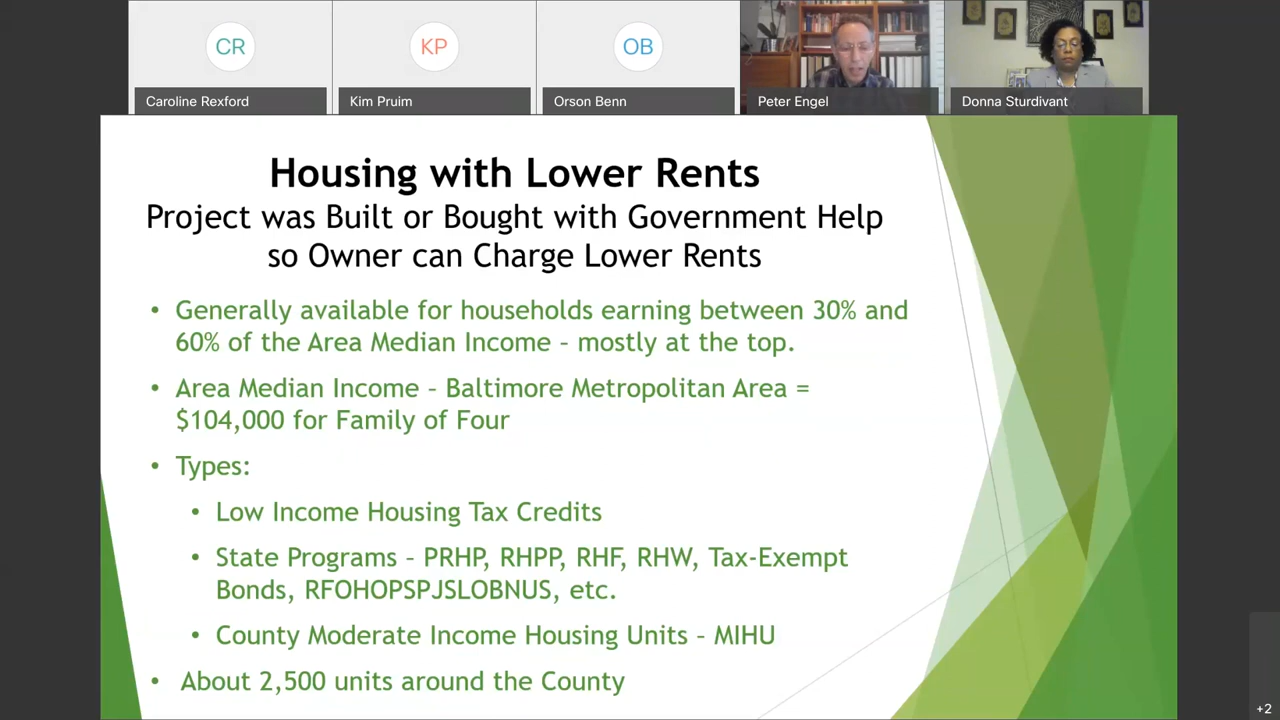 CR
KP
OB
Caroline Rexford
Kim Pruim
Orson Benn
Peter Engel
Donna Sturdivant
Housing with Lower Rents
Project was Built or Bought with Government Help
so Owner can Charge Lower Rents
• Generally available for households earning between 30% and
60% of the Area Median Income – mostly at the top.
• Area Median Income – Baltimore Metropolitan Area =
$104,000 for Family of Four
• Types:
• Low Income Housing Tax Credits
• State Programs – PRHP, RHPP, RHF, RHW, Tax-Exempt
Bonds, RFOHOPSPJSLOBNUS, etc.
• County Moderate Income Housing Units – MIHU
• About 2,500 units around the County
+2